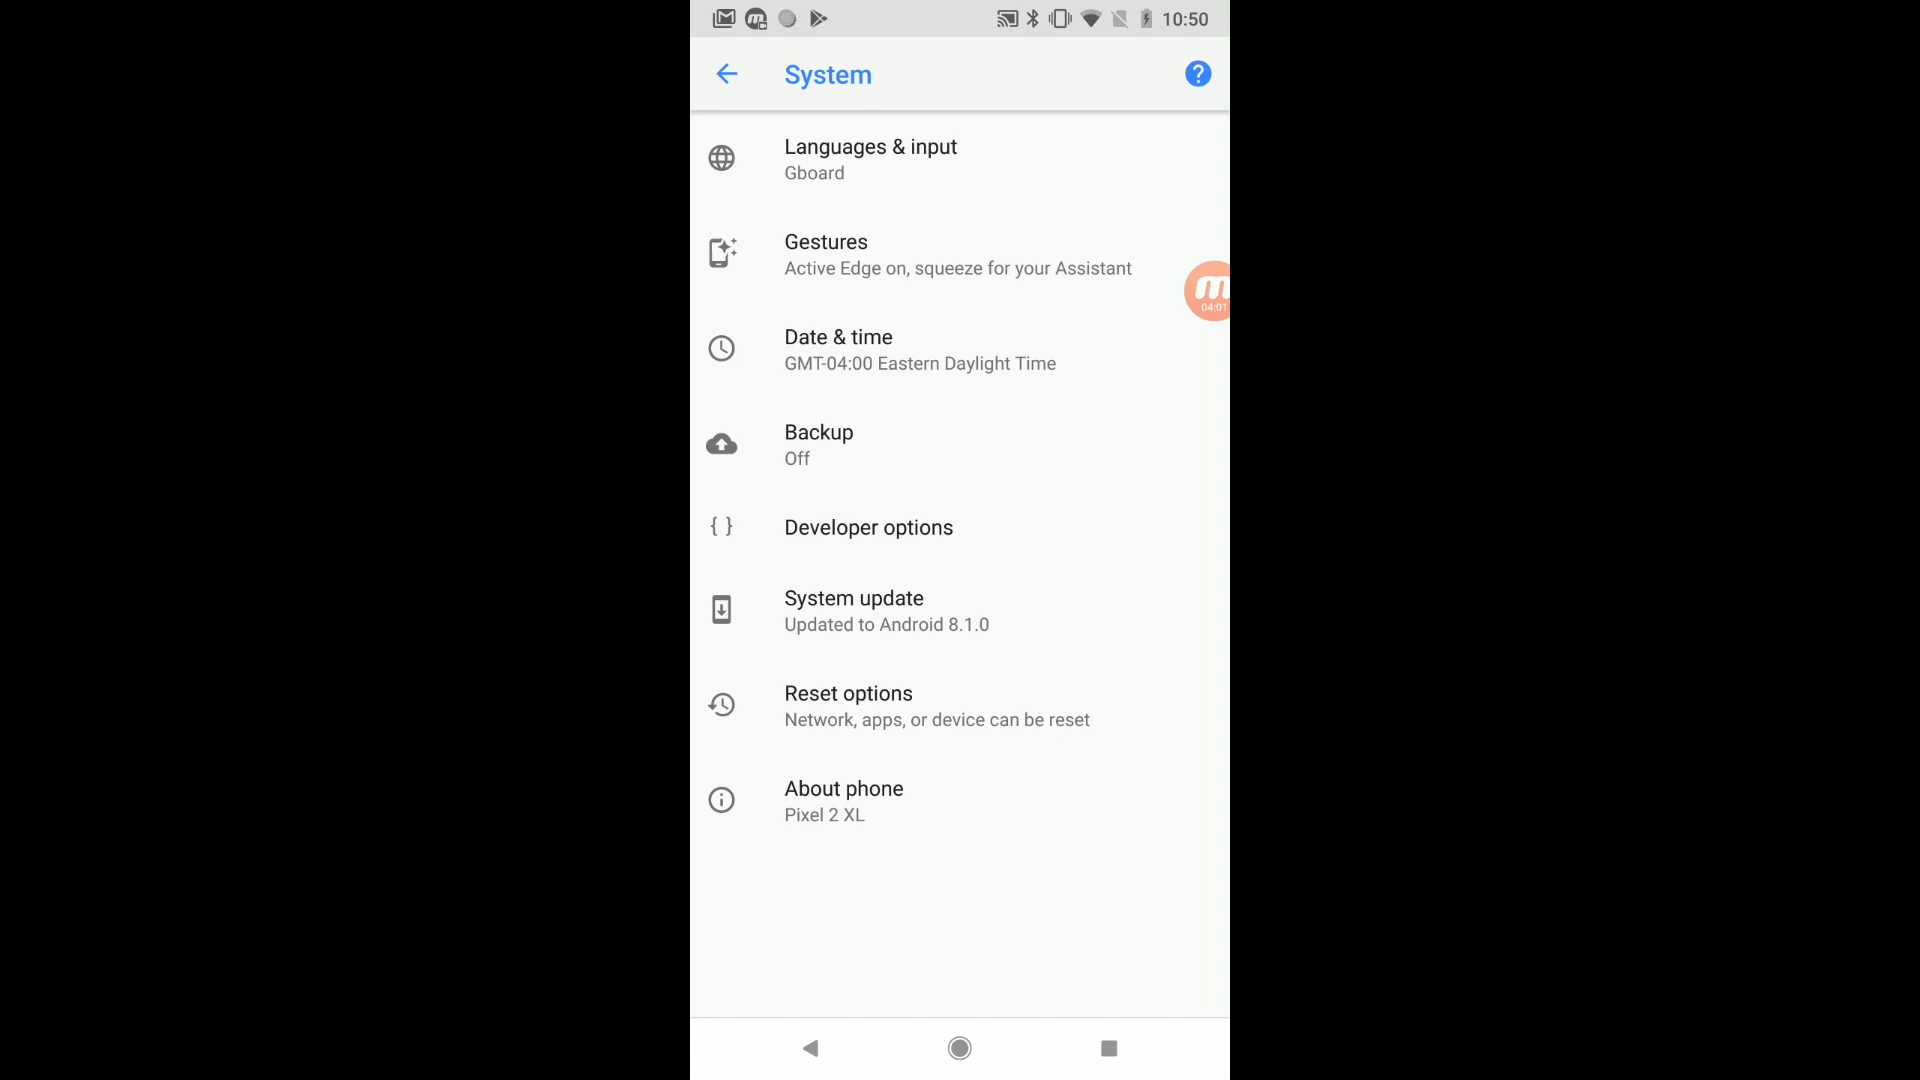 10:50
System
Languages & input
Gboard
Gestures
Active Edge on, squeeze for your Assistant
m
04:01
Date & time
GMT-04:00 Eastern Daylight Time
Backup
Off
{ } Developer options
System update
Updated to Android 8.1.0
Reset options
Network, apps, or device can be reset
About phone
Pixel 2 XL